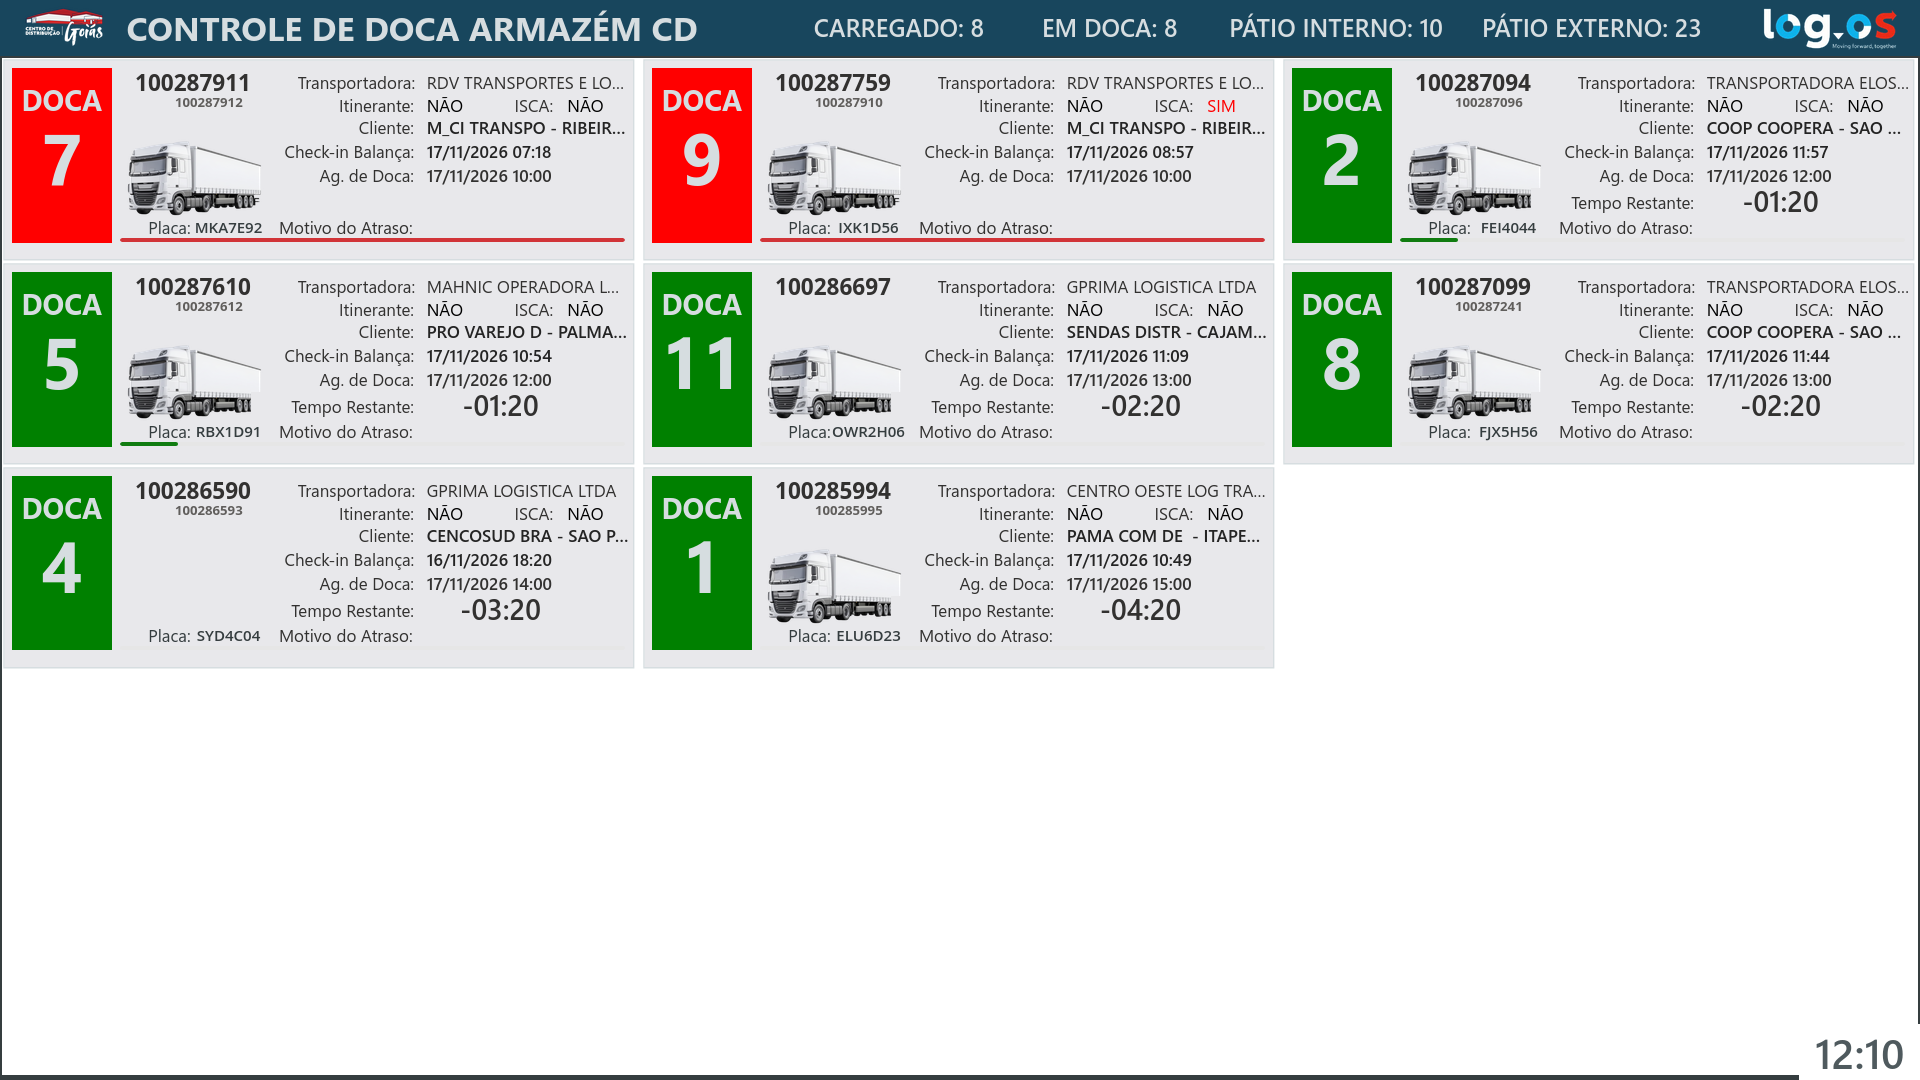 CENTRO DE DISTRIBUIÇÃO Goiás
CONTROLE DE DOCA ARMAZÉM CD
CARREGADO: 8
EM DOCA: 8
PÁTIO INTERNO: 10
PÁTIO EXTERNO: 23
log.os
Moving forward, together
DOCA
7
100287911
100287912
Transportadora: RDV TRANSPORTES E LO...
Itinerante: NÃO ISCA: NÃO
Cliente: M_CI TRANSPO - RIBEIR...
Check-in Balança: 17/11/2026 07:18
Ag. de Doca: 17/11/2026 10:00
Placa: MKA7E92 Motivo do Atraso:
DOCA
9
100287759
100287910
Transportadora: RDV TRANSPORTES E LO...
Itinerante: NÃO ISCA: SIM
Cliente: M_CI TRANSPO - RIBEIR...
Check-in Balança: 17/11/2026 08:57
Ag. de Doca: 17/11/2026 10:00
Placa: IXK1D56 Motivo do Atraso:
DOCA
2
100287094
100287096
Transportadora: TRANSPORTADORA ELOS...
Itinerante: NÃO ISCA: NÃO
Cliente: COOP COOPERA - SAO ...
Check-in Balança: 17/11/2026 11:57
Ag. de Doca: 17/11/2026 12:00
Tempo Restante: -01:20
Placa: FEI4044 Motivo do Atraso:
DOCA
5
100287610
100287612
Transportadora: MAHNIC OPERADORA L...
Itinerante: NÃO ISCA: NÃO
Cliente: PRO VAREJO D - PALMA...
Check-in Balança: 17/11/2026 10:54
Ag. de Doca: 17/11/2026 12:00
Tempo Restante: -01:20
Placa: RBX1D91 Motivo do Atraso:
DOCA
11
100286697
Transportadora: GPRIMA LOGISTICA LTDA
Itinerante: NÃO ISCA: NÃO
Cliente: SENDAS DISTR - CAJAM...
Check-in Balança: 17/11/2026 11:09
Ag. de Doca: 17/11/2026 13:00
Tempo Restante: -02:20
Placa: OWR2H06 Motivo do Atraso:
DOCA
8
100287099
100287241
Transportadora: TRANSPORTADORA ELOS...
Itinerante: NÃO ISCA: NÃO
Cliente: COOP COOPERA - SAO ...
Check-in Balança: 17/11/2026 11:44
Ag. de Doca: 17/11/2026 13:00
Tempo Restante: -02:20
Placa: FJX5H56 Motivo do Atraso:
DOCA
4
100286590
100286593
Transportadora: GPRIMA LOGISTICA LTDA
Itinerante: NÃO ISCA: NÃO
Cliente: CENCOSUD BRA - SAO P...
Check-in Balança: 16/11/2026 18:20
Ag. de Doca: 17/11/2026 14:00
Tempo Restante: -03:20
Placa: SYD4C04 Motivo do Atraso:
DOCA
1
100285994
100285995
Transportadora: CENTRO OESTE LOG TRA...
Itinerante: NÃO ISCA: NÃO
Cliente: PAMA COM DE - ITAPE...
Check-in Balança: 17/11/2026 10:49
Ag. de Doca: 17/11/2026 15:00
Tempo Restante: -04:20
Placa: ELU6D23 Motivo do Atraso:
12:10